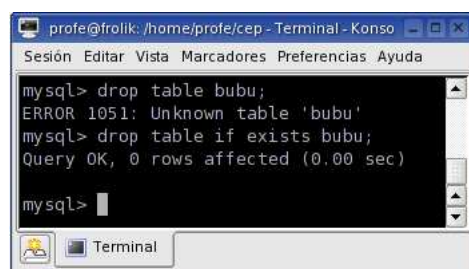 profe@frolik: /home/profe/cep - Terminal - Konso
Sesión Editar Vista Marcadores Preferencias Ayuda
mysql> drop table bubu;
ERROR 1051: Unknown table 'bubu'
mysql> drop table if exists bubu;
Query OK, 0 rows affected (0.00 sec)
mysql>
Terminal